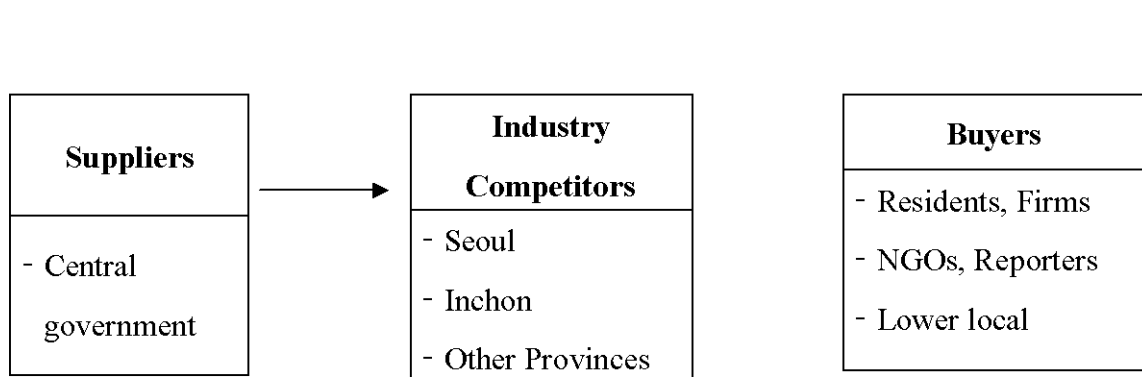 Suppliers
- Central
government
Industry
Competitors
- Seoul
- Inchon
- Other Provinces
Buyers
- Residents, Firms
- NGOs, Reporters
- Lower local